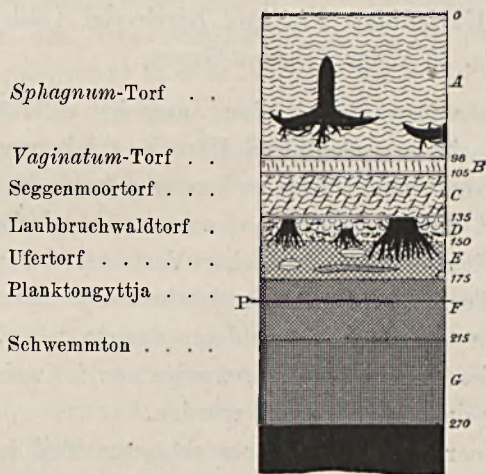 0
Sphagnum-Torf . .
A
98
Vaginatum-Torf . .
B
105
Seggenmoortorf . . .
C
135
Laubbruchwaldtorf .
D
150
Ufertorf . . . . . .
E
175
Planktongyttja . . .
P
F
215
Schwemmton . . . .
G
270